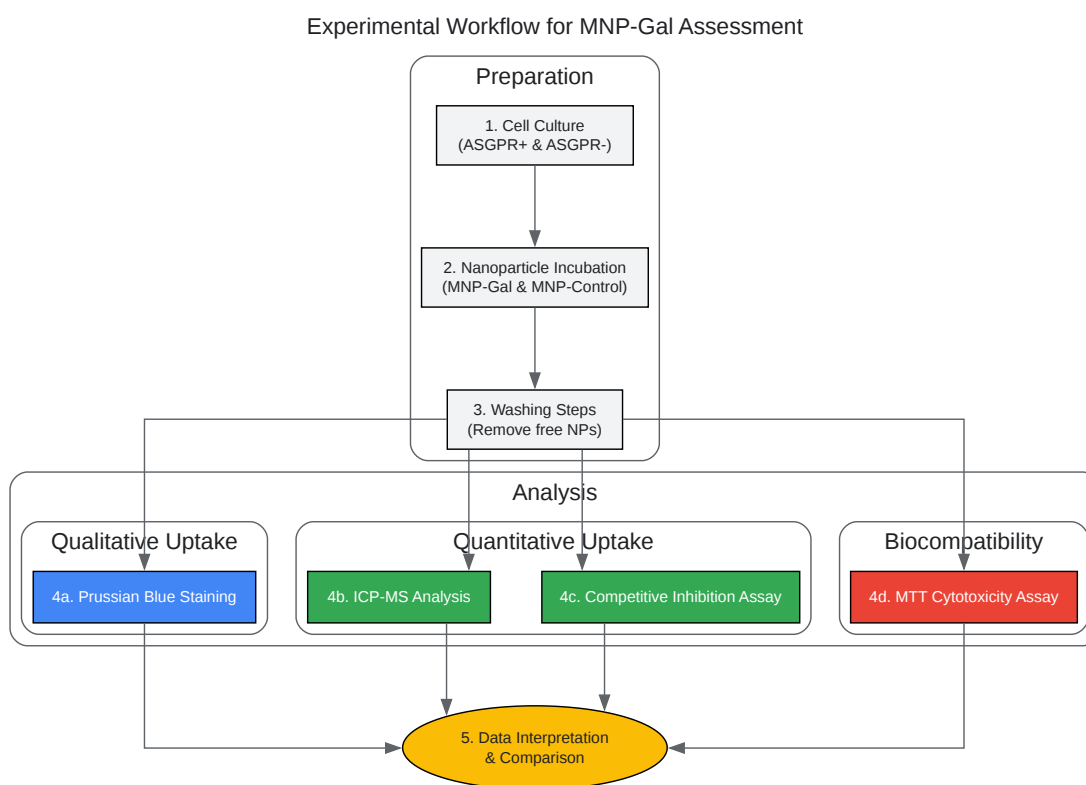 Experimental Workflow for MNP-Gal Assessment
Preparation
1. Cell Culture
(ASGPR+ & ASGPR-)
2. Nanoparticle Incubation
(MNP-Gal & MNP-Control)
3. Washing Steps
(Remove free NPs)
Analysis
Qualitative Uptake
Quantitative Uptake
Biocompatibility
4a. Prussian Blue Staining
4b. ICP-MS Analysis
4c. Competitive Inhibition Assay
4d. MTT Cytotoxicity Assay
5. Data Interpretation
& Comparison